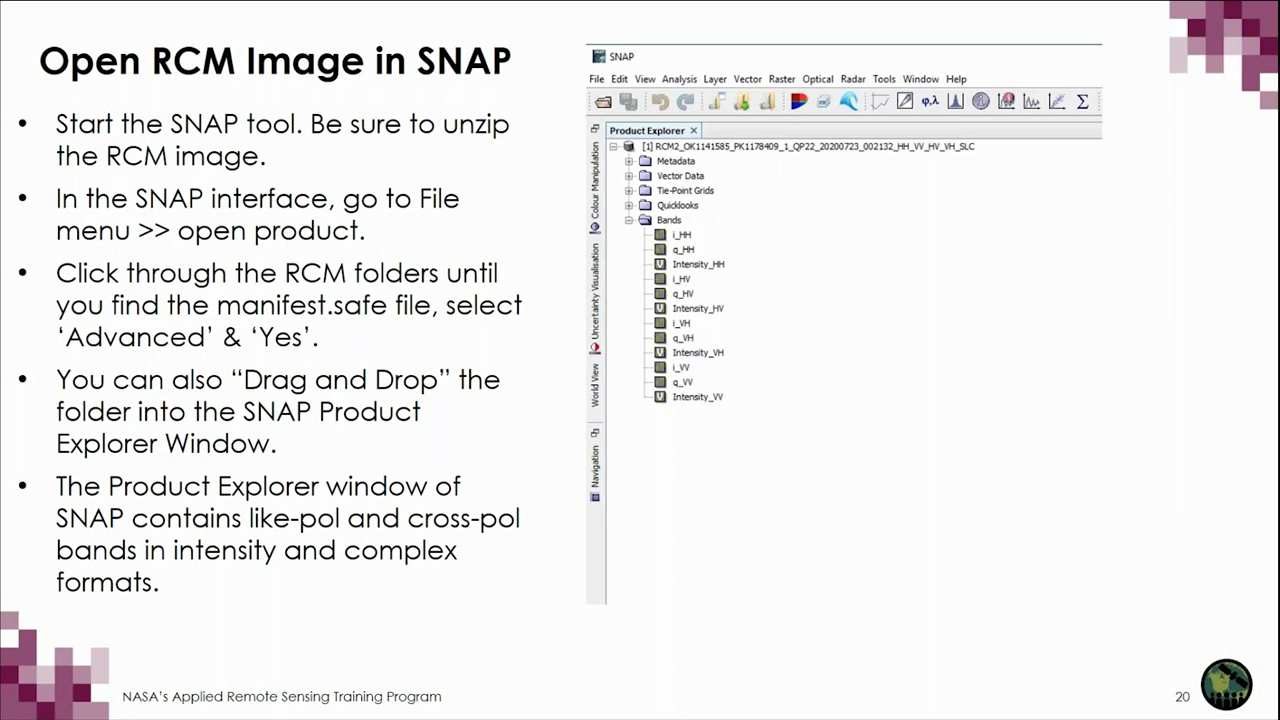 Open RCM Image in SNAP
• Start the SNAP tool. Be sure to unzip
the RCM image.
• In the SNAP interface, go to File
menu >> open product.
• Click through the RCM folders until
you find the manifest.safe file, select
‘Advanced’ & ‘Yes’.
• You can also “Drag and Drop” the
folder into the SNAP Product
Explorer Window.
• The Product Explorer window of
SNAP contains like-pol and cross-pol
bands in intensity and complex
formats.
SNAP
File Edit View Analysis Layer Vector Raster Optical Radar Tools Window Help
φ,λ Σ
Product Explorer ×
[1] RCM2_OK1141585_PK1178409_1_QP22_20200723_002132_HH_VV_HV_VH_SLC
Metadata
Vector Data
Tie-Point Grids
Quicklooks
Bands
i_HH
q_HH
Intensity_HH
i_HV
q_HV
Intensity_HV
i_VH
q_VH
Intensity_VH
i_VV
q_VV
Intensity_VV
Colour Manipulation
Uncertainty Visualisation
World View
Navigation
NASA’s Applied Remote Sensing Training Program
20